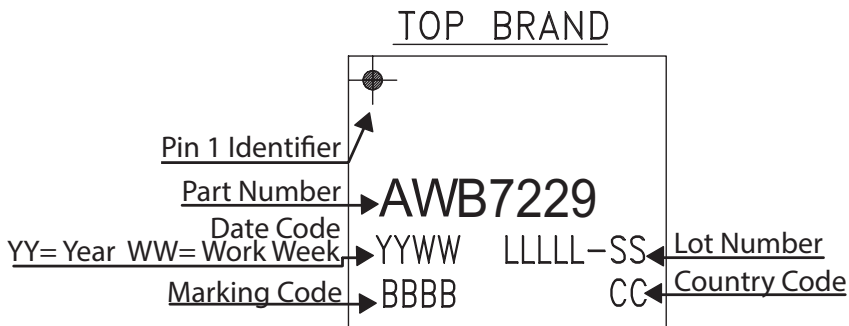 TOP BRAND
Pin 1 Identifier
Part Number AWB7229
Date Code
YY= Year WW= Work Week YYWW LLLLL-SS Lot Number
Marking Code BBBB CC Country Code